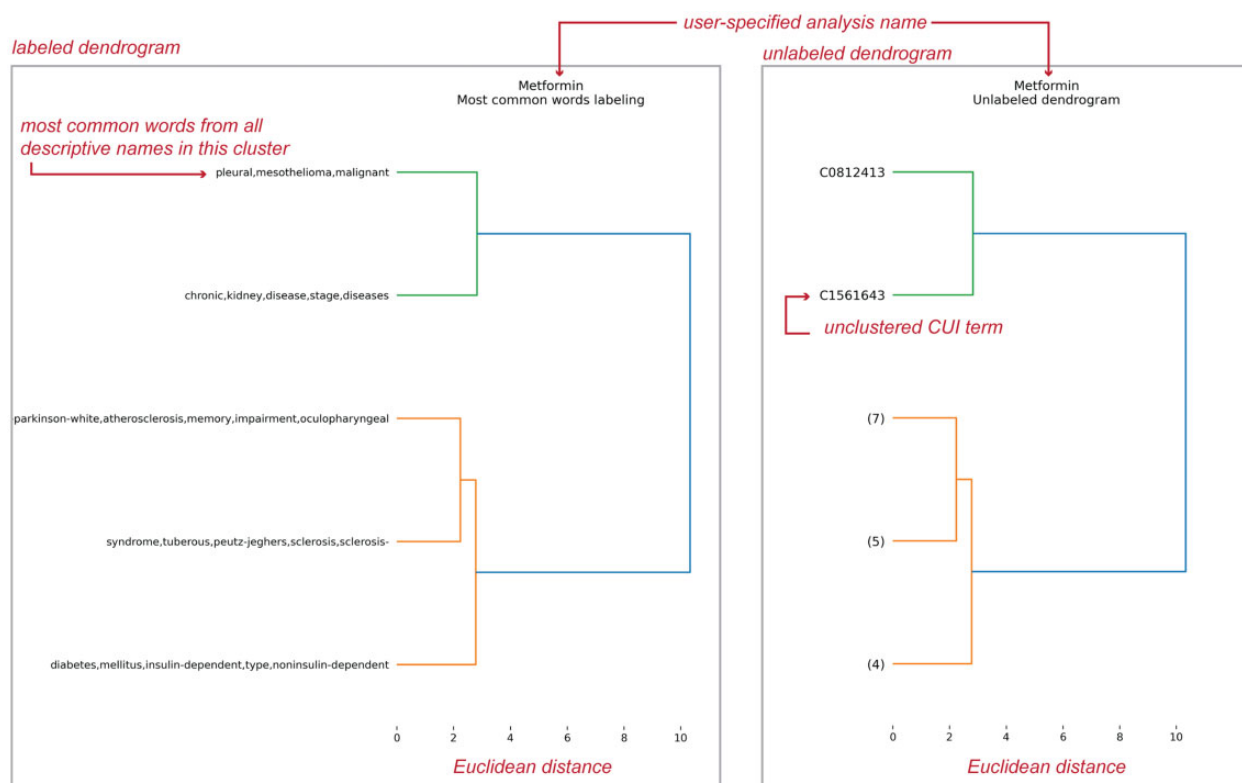 user-specified analysis name
labeled dendrogram
Metformin
Most common words labeling
most common words from all
descriptive names in this cluster
pleural,mesothelioma,malignant
chronic,kidney,disease,stage,diseases
parkinson-white,atherosclerosis,memory,impairment,oculopharyngeal
syndrome,tuberous,peutz-jeghers,sclerosis,sclerosis-
diabetes,mellitus,insulin-dependent,type,noninsulin-dependent
0 2 4 6 8 10
Euclidean distance
unlabeled dendrogram
Metformin
Unlabeled dendrogram
C0812413
C1561643
unclustered CUI term
(7)
(5)
(4)
0 2 4 6 8 10
Euclidean distance